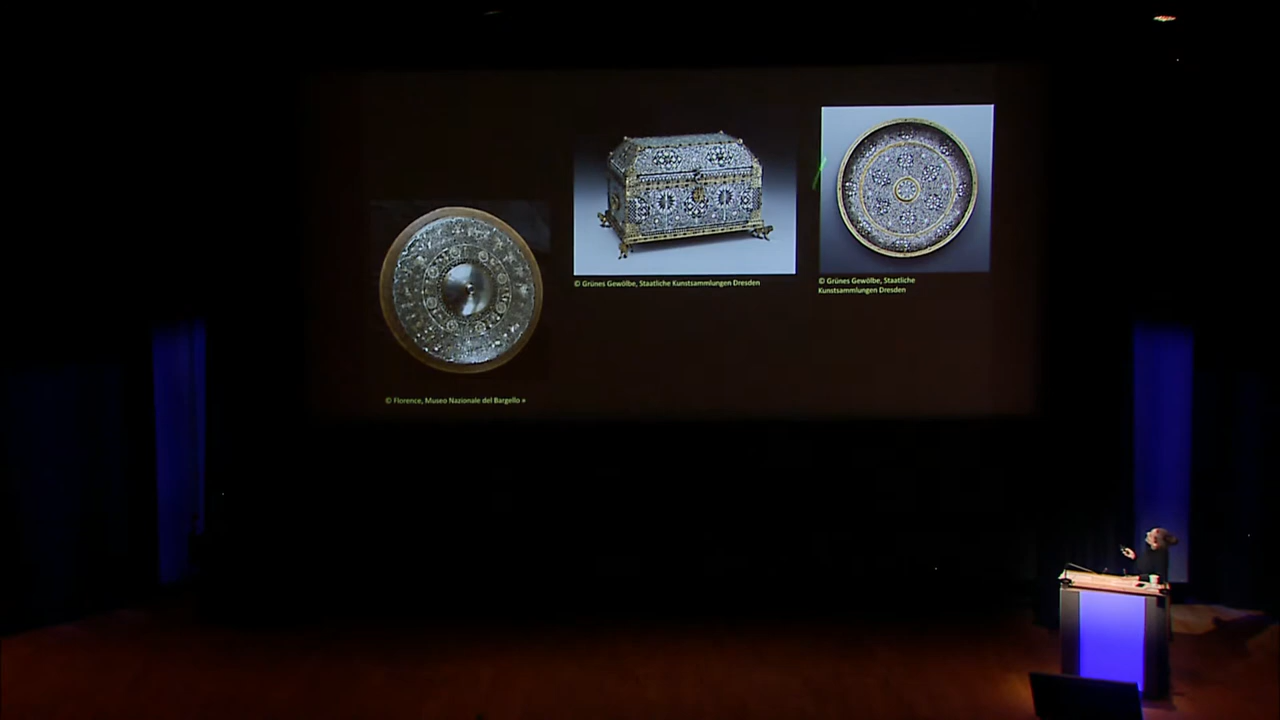 © Grünes Gewölbe, Staatliche Kunstsammlungen Dresden
© Grünes Gewölbe, Staatliche
Kunstsammlungen Dresden
© Florence, Museo Nazionale del Bargello »